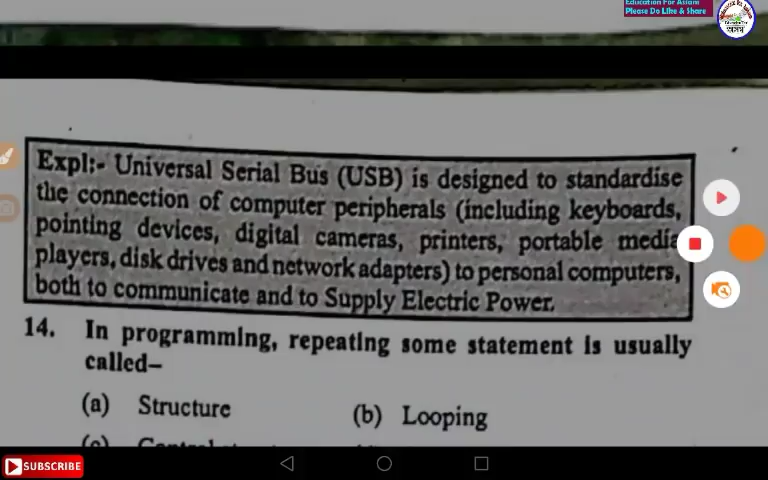 Education For Assam
Please Do Like & Share
Expl:- Universal Serial Bus (USB) is designed to standardise
the connection of computer peripherals (including keyboards,
pointing devices, digital cameras, printers, portable media
players, disk drives and network adapters) to personal computers,
both to communicate and to Supply Electric Power.
14. In programming, repeating some statement is usually
called–
(a) Structure (b) Looping
(c)
SUBSCRIBE